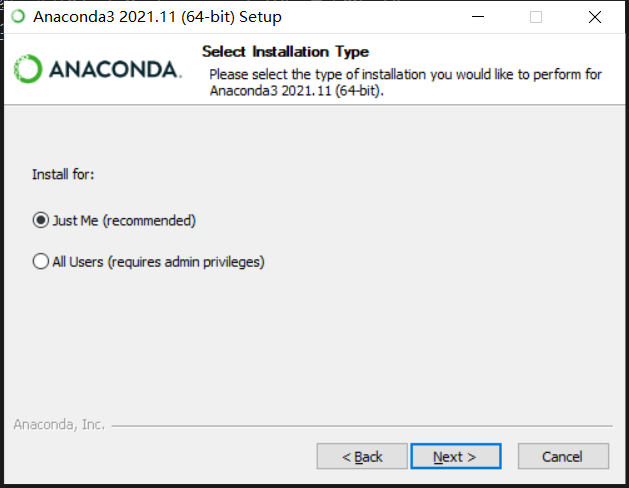 Anaconda3 2021.11 (64-bit) Setup
ANACONDA.
Select Installation Type
Please select the type of installation you would like to perform for
Anaconda3 2021.11 (64-bit).
Install for:
Just Me (recommended)
All Users (requires admin privileges)
Anaconda, Inc.
< Back
Next >
Cancel